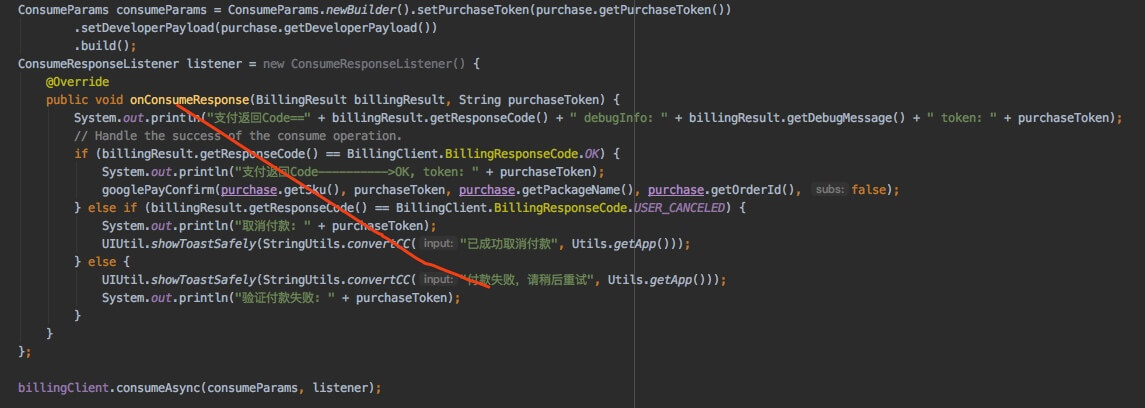 ConsumeParams consumeParams = ConsumeParams.newBuilder().setPurchaseToken(purchase.getPurchaseToken())
.setDeveloperPayload(purchase.getDeveloperPayload())
.build();
ConsumeResponseListener listener = new ConsumeResponseListener() {
@Override
public void onConsumeResponse(BillingResult billingResult, String purchaseToken) {
System.out.println("支付返回Code==" + billingResult.getResponseCode() + " debugInfo: " + billingResult.getDebugMessage() + " token: " + purchaseToken);
// Handle the success of the consume operation.
if (billingResult.getResponseCode() == BillingClient.BillingResponseCode.OK) {
System.out.println("支付返回Code---------->OK, token: " + purchaseToken);
googlePayConfirm(purchase.getSku(), purchaseToken, purchase.getPackageName(), purchase.getOrderId(), subs: false);
} else if (billingResult.getResponseCode() == BillingClient.BillingResponseCode.USER_CANCELED) {
System.out.println("取消付款: " + purchaseToken);
UIUtil.showToastSafely(StringUtils.convertCC( input: "已成功取消付款", Utils.getApp()));
} else {
UIUtil.showToastSafely(StringUtils.convertCC( input: "付款失败，请稍后重试", Utils.getApp()));
System.out.println("验证付款失败: " + purchaseToken);
}
}
};
billingClient.consumeAsync(consumeParams, listener);